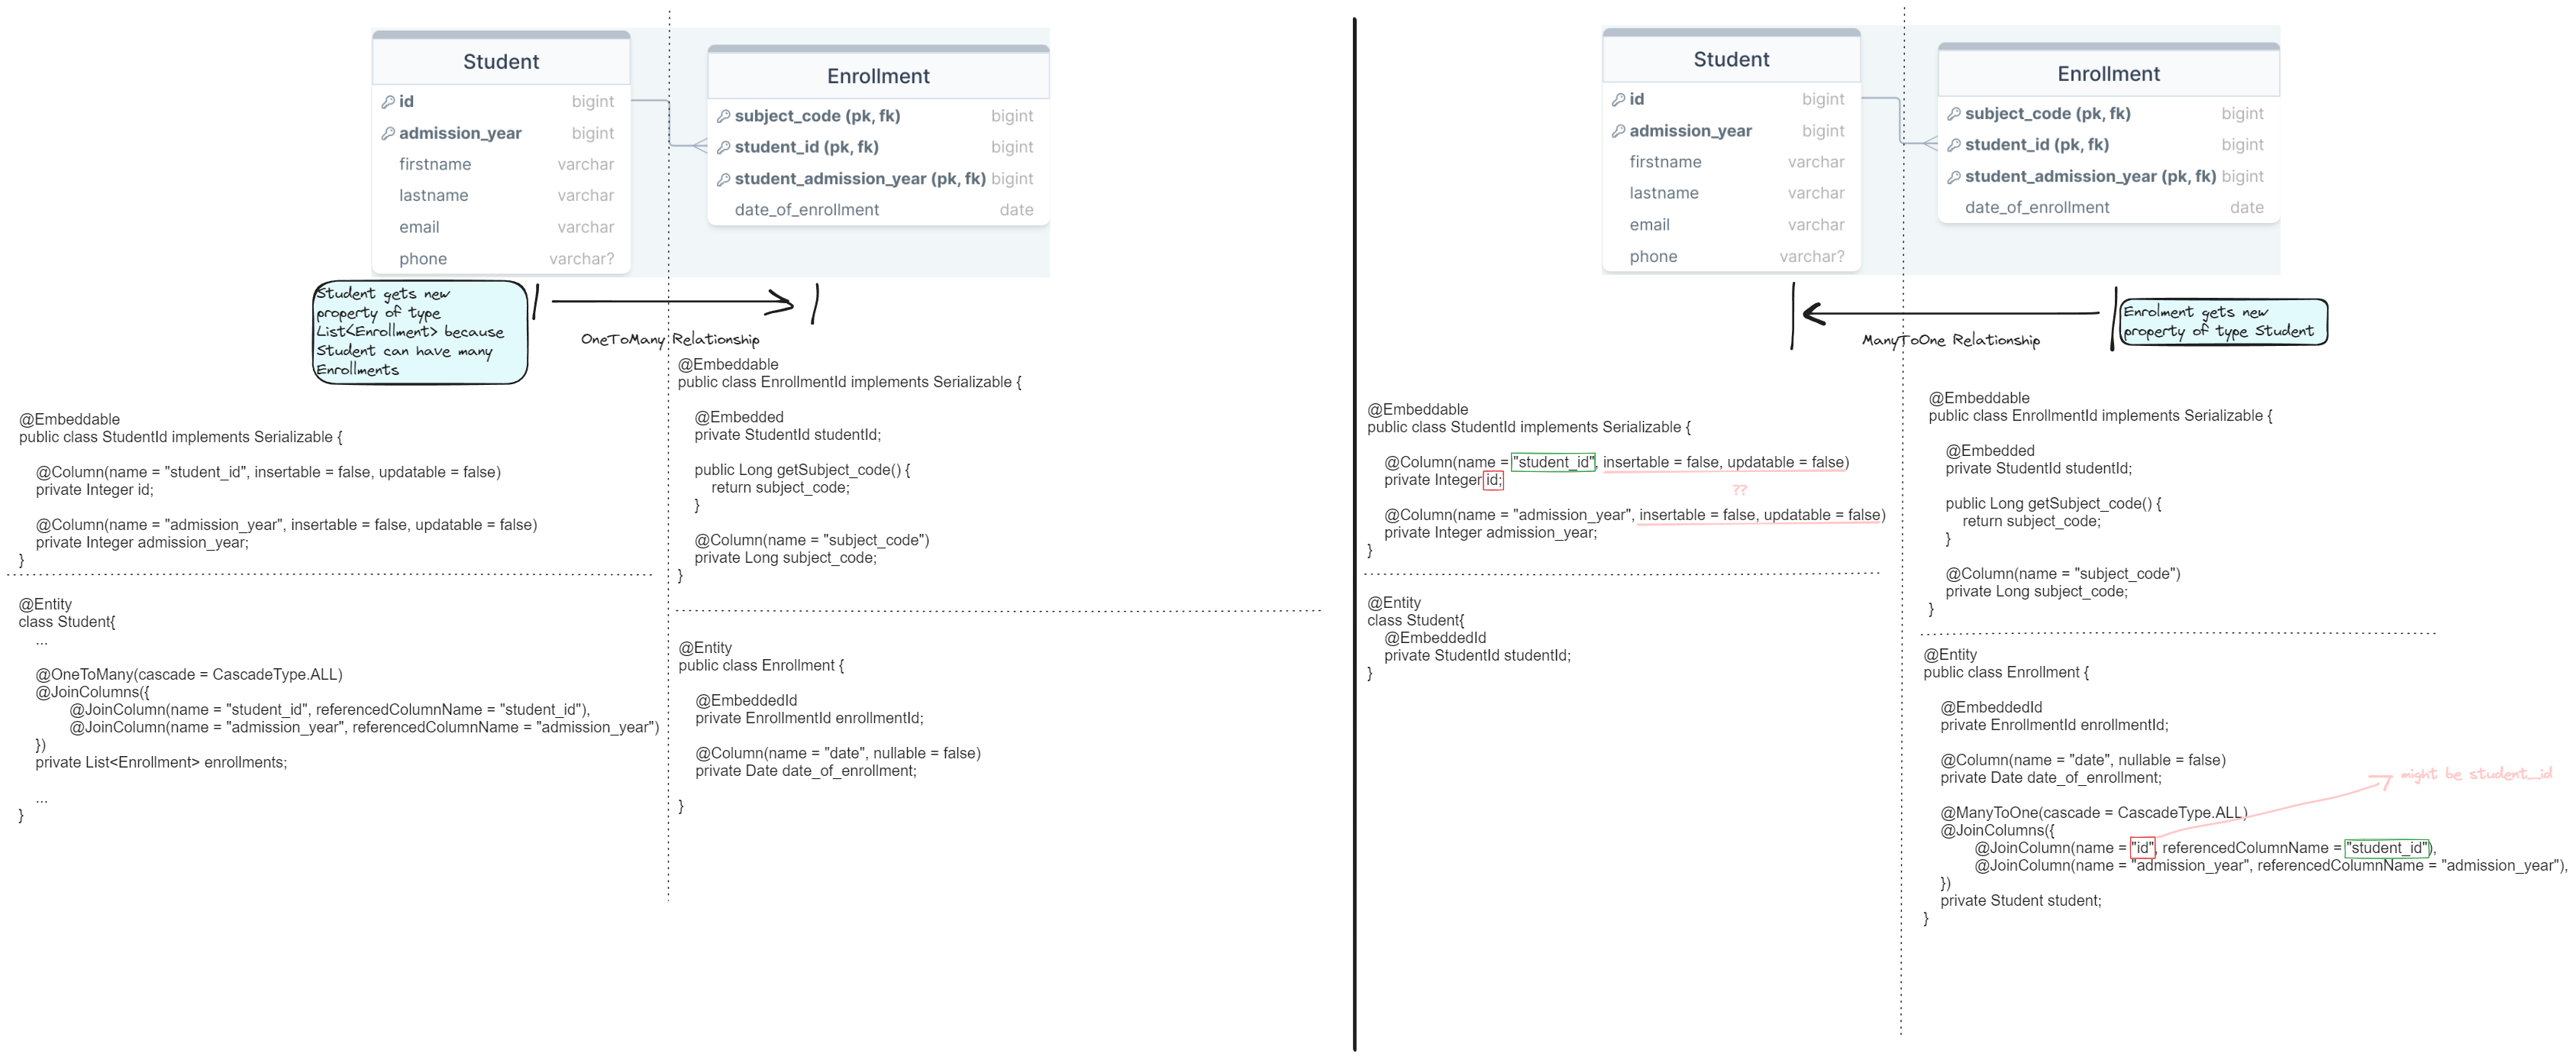 Student
id bigint
admission_year bigint
firstname varchar
lastname varchar
email varchar
phone varchar?
Enrollment
subject_code (pk, fk) bigint
student_id (pk, fk) bigint
student_admission_year (pk, fk) bigint
date_of_enrollment date
Student gets new
property of type
List<Enrollment> because
Student can have many
Enrollments
OneToMany Relationship
@Embeddable
public class StudentId implements Serializable {
@Column(name = "student_id", insertable = false, updatable = false)
private Integer id;
@Column(name = "admission_year", insertable = false, updatable = false)
private Integer admission_year;
}
@Entity
class Student{
...
@OneToMany(cascade = CascadeType.ALL)
@JoinColumns({
@JoinColumn(name = "student_id", referencedColumnName = "student_id"),
@JoinColumn(name = "admission_year", referencedColumnName = "admission_year")
})
private List<Enrollment> enrollments;
...
}
@Embeddable
public class EnrollmentId implements Serializable {
@Embedded
private StudentId studentId;
public Long getSubject_code() {
return subject_code;
}
@Column(name = "subject_code")
private Long subject_code;
}
@Entity
public class Enrollment {
@EmbeddedId
private EnrollmentId enrollmentId;
@Column(name = "date", nullable = false)
private Date date_of_enrollment;
}
Student
id bigint
admission_year bigint
firstname varchar
lastname varchar
email varchar
phone varchar?
Enrollment
subject_code (pk, fk) bigint
student_id (pk, fk) bigint
student_admission_year (pk, fk) bigint
date_of_enrollment date
Enrolment gets new
property of type Student
ManyToOne Relationship
@Embeddable
public class StudentId implements Serializable {
@Column(name = "student_id", insertable = false, updatable = false)
private Integer id;
??
@Column(name = "admission_year", insertable = false, updatable = false)
private Integer admission_year;
}
@Entity
class Student{
@EmbeddedId
private StudentId studentId;
}
@Embeddable
public class EnrollmentId implements Serializable {
@Embedded
private StudentId studentId;
public Long getSubject_code() {
return subject_code;
}
@Column(name = "subject_code")
private Long subject_code;
}
@Entity
public class Enrollment {
@EmbeddedId
private EnrollmentId enrollmentId;
@Column(name = "date", nullable = false)
private Date date_of_enrollment;
might be student_id
@ManyToOne(cascade = CascadeType.ALL)
@JoinColumns({
@JoinColumn(name = "id", referencedColumnName = "student_id"),
@JoinColumn(name = "admission_year", referencedColumnName = "admission_year"),
})
private Student student;
}